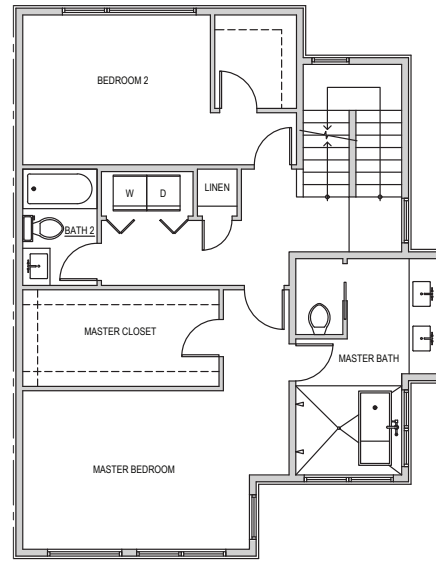 BEDROOM 2
W D
LINEN
BATH 2
MASTER CLOSET
MASTER BATH
MASTER BEDROOM